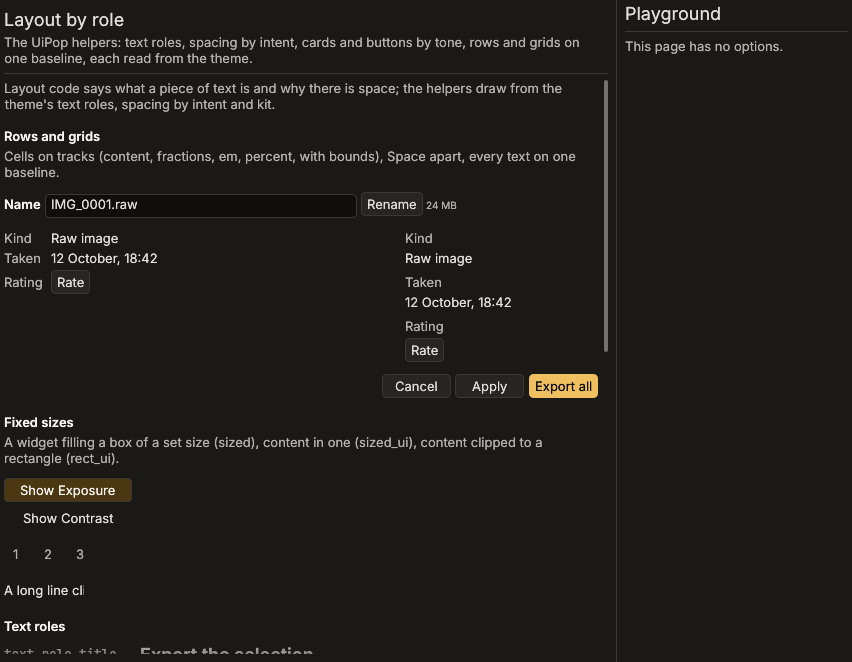 Layout by role
The UiPop helpers: text roles, spacing by intent, cards and buttons by tone, rows and grids on
one baseline, each read from the theme.
Layout code says what a piece of text is and why there is space; the helpers draw from the
theme's text roles, spacing by intent and kit.
Rows and grids
Cells on tracks (content, fractions, em, percent, with bounds), Space apart, every text on one
baseline.
Name IMG_0001.raw Rename 24 MB
Kind Raw image
Taken 12 October, 18:42
Rating Rate
Kind
Raw image
Taken
12 October, 18:42
Rating
Rate
Cancel Apply Export all
Fixed sizes
A widget filling a box of a set size (sized), content in one (sized_ui), content clipped to a
rectangle (rect_ui).
Show Exposure
Show Contrast
1 2 3
A long line cli
Text roles
text_role_title Export the selection
Playground
This page has no options.